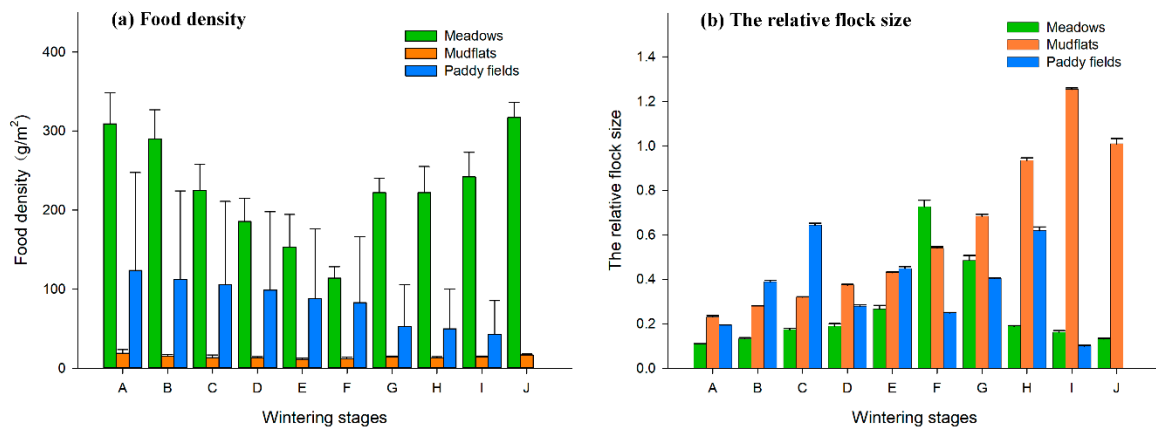 (a) Food density
Meadows
Mudflats
Paddy fields
400
300
200
100
0
Food density (g/m²)
A B C D E F G H I J
Wintering stages
(b) The relative flock size
Meadows
Mudflats
Paddy fields
1.4
1.2
1.0
0.8
0.6
0.4
0.2
0.0
The relative flock size
A B C D E F G H I J
Wintering stages